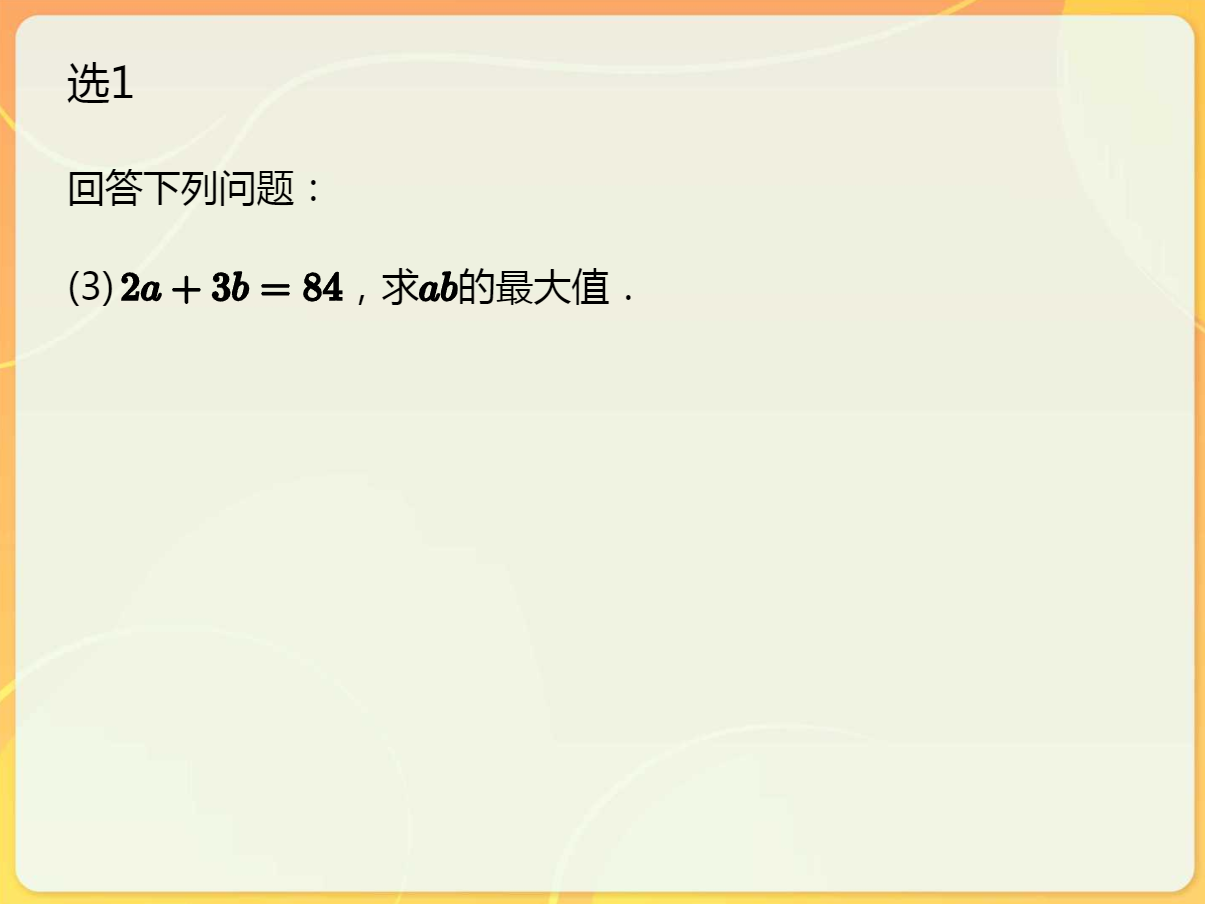 选1
回答下列问题：
(3) 2a + 3b = 84，求ab的最大值．